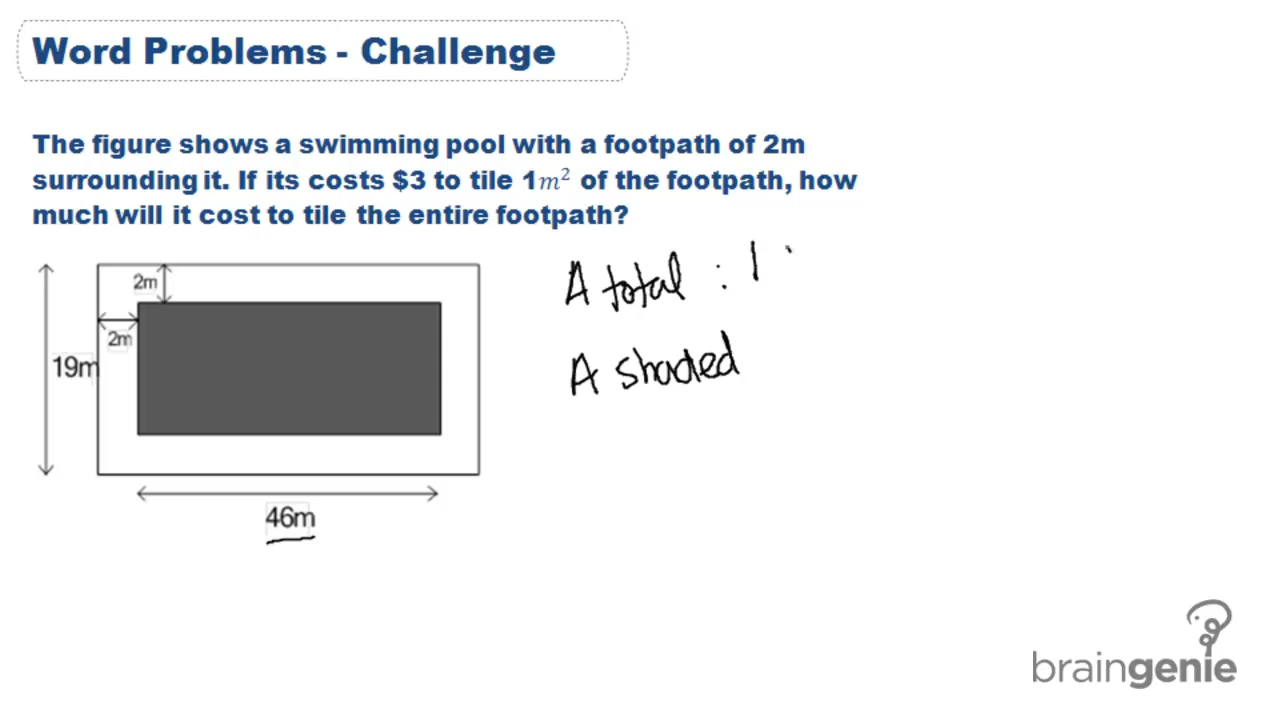 Word Problems - Challenge
The figure shows a swimming pool with a footpath of 2m
surrounding it. If its costs $3 to tile 1m² of the footpath, how
much will it cost to tile the entire footpath?
2m
2m
19m
46m
A total : 1
A shaded
braingenie